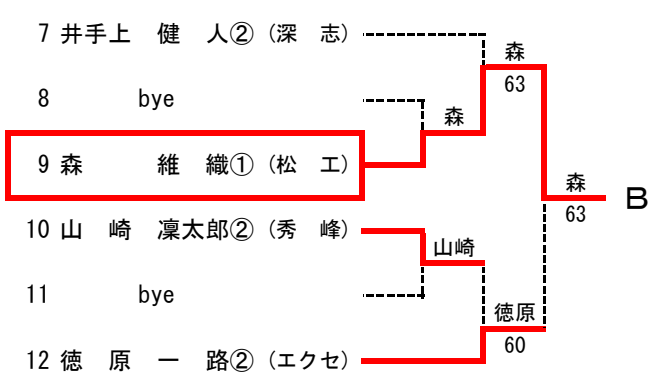 7 井手上 健 人② (深 志)
森
63
8 bye
森
9 森 維 織① (松 工)
森
63
B
10 山 崎 凜太郎② (秀 峰)
山崎
11 bye
徳原
60
12 徳 原 一 路② (エクセ)